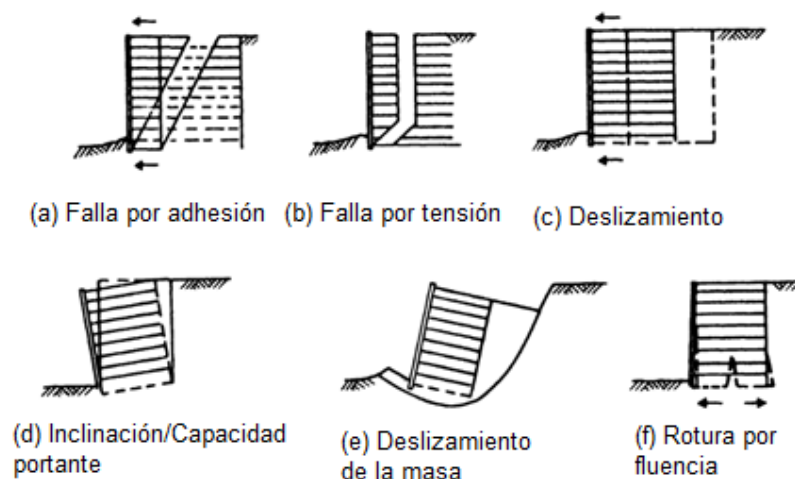 (a) Falla por adhesión
(b) Falla por tensión
(c) Deslizamiento
(d) Inclinación/Capacidad
portante
(e) Deslizamiento
de la masa
(f) Rotura por
fluencia